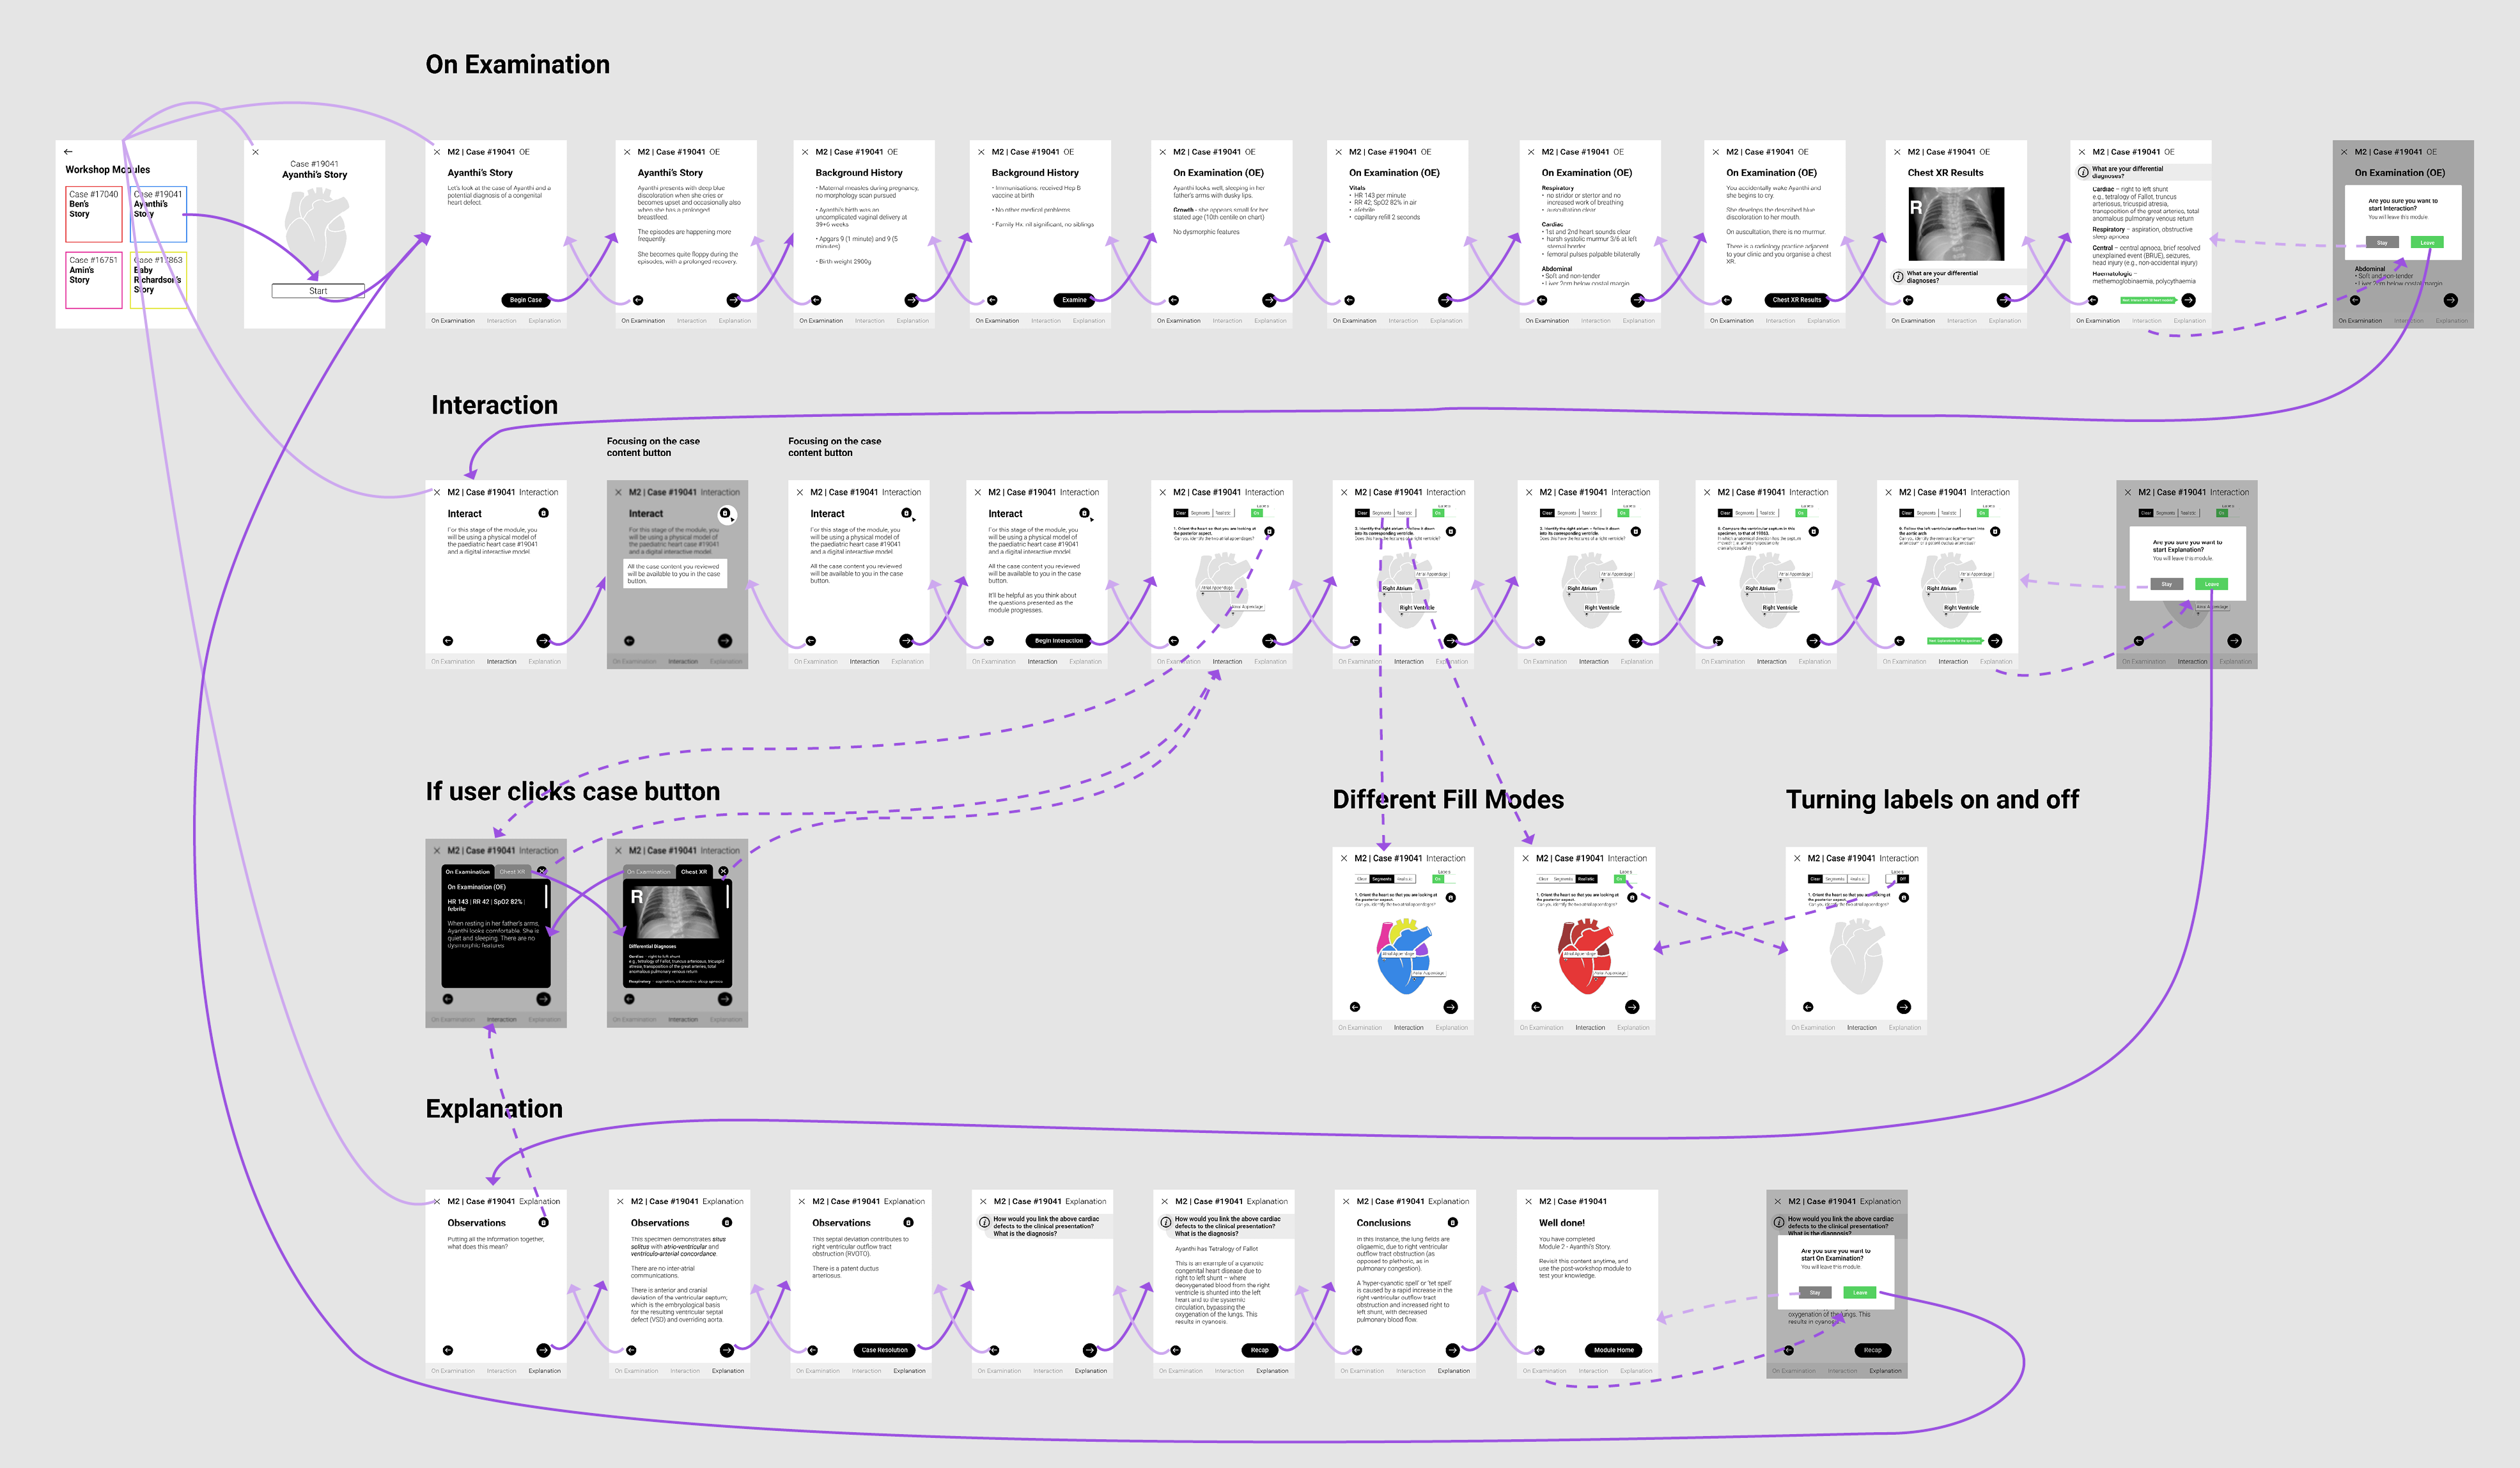 On Examination
Workshop Modules
Case #17040
Ben's
Story
Case #19041
Ayanthi's
Story
Case #16751
Amin's
Story
Case #17863
Baby
Richardson's
Story
Case #19041
Ayanthi's Story
Start
M2 | Case #19041 OE
Ayanthi's Story
Let's look at the case of Ayanthi and a
potential diagnosis of a congenital
heart defect.
Begin Case
On Examination Interaction Explanation
M2 | Case #19041 OE
Ayanthi's Story
Ayanthi presents with deep blue
discoloration when she cries or
becomes upset and occasionally also
when she has a prolonged
breastfeed.
The episodes are happening more
frequently.
She becomes quite floppy during the
episodes, with a prolonged recovery.
On Examination Interaction Explanation
M2 | Case #19041 OE
Background History
• Maternal measles during pregnancy,
no morphology scan pursued
• Ayanthi's birth was an
uncomplicated vaginal delivery at
39+6 weeks
• Apgars 9 (1 minute) and 9 (5
minutes)
• Birth weight 2900g
On Examination Interaction Explanation
M2 | Case #19041 OE
Background History
• Immunisations: received Hep B
vaccine at birth
• No other medical problems
• Family Hx: nil significant, no siblings
Examine
On Examination Interaction Explanation
M2 | Case #19041 OE
On Examination (OE)
Ayanthi looks well, sleeping in her
father's arms with dusky lips.
Growth - she appears small for her
stated age (10th centile on chart)
No dysmorphic features
On Examination Interaction Explanation
M2 | Case #19041 OE
On Examination (OE)
Vitals
• HR 143 per minute
• RR 42, SpO2 82% in air
• afebrile
• capillary refill 2 seconds
On Examination Interaction Explanation
M2 | Case #19041 OE
On Examination (OE)
Respiratory
• no stridor or stertor and no
increased work of breathing
• auscultation clear
Cardiac
• 1st and 2nd heart sounds clear
• harsh systolic murmur 3/6 at left
sternal border
• femoral pulses palpable bilaterally
Abdominal
• Soft and non-tender
• Liver 2cm below costal margin
On Examination Interaction Explanation
M2 | Case #19041 OE
On Examination (OE)
You accidentally wake Ayanthi and
she begins to cry.
She develops the described blue
discoloration to her mouth.
On auscultation, there is no murmur.
There is a radiology practice adjacent
to your clinic and you organise a chest
XR.
Chest XR Results
On Examination Interaction Explanation
M2 | Case #19041 OE
Chest XR Results
R
What are your differential
diagnoses?
On Examination Interaction Explanation
M2 | Case #19041 OE
What are your differential
diagnoses?
Cardiac – right to left shunt
e.g., tetralogy of Fallot, truncus
arteriosus, tricuspid atresia,
transposition of the great arteries, total
anomalous pulmonary venous return
Respiratory – aspiration, obstructive
sleep apnoea
Central – central apnoea, brief resolved
unexplained event (BRUE), seizures,
head injury (e.g., non-accidental injury)
Haematologic –
methemoglobinaemia, polycythaemia
On Examination Interaction Explanation
M2 | Case #19041 OE
On Examination (OE)
Are you sure you want to
start Interaction?
You will leave this module.
Stay Leave
Abdominal
• Soft and non-tender
• Liver 2cm below costal margin
On Examination Interaction Explanation
Interaction
Focusing on the case
content button
Focusing on the case
content button
M2 | Case #19041 Interaction
Interact
For this stage of the module, you
will be using a physical model of
the paediatric heart case #19041
and a digital interactive model
On Examination Interaction Explanation
M2 | Case #19041 Interaction
Interact
For this stage of the module, you
will be using a physical model of
the paediatric heart case #19041
and a digital interactive model
All the case content you reviewed
will be available to you in the case
button.
On Examination Interaction Explanation
M2 | Case #19041 Interaction
Interact
For this stage of the module, you
will be using a physical model of
the paediatric heart case #19041
and a digital interactive model
All the case content you reviewed
will be available to you in the case
button.
On Examination Interaction Explanation
M2 | Case #19041 Interaction
Interact
For this stage of the module, you
will be using a physical model of
the paediatric heart case #19041
and a digital interactive model
All the case content you reviewed
will be available to you in the case
button.
It'll be helpful as you think about
the questions presented as the
module progresses.
Begin Interaction
On Examination Interaction Explanation
M2 | Case #19041 Interaction
Clear Segments Realistic Labels On
1. Orient the heart so that you are looking at
the posterior aspect.
Can you identify the two atrial appendages?
Atrial Appendage
Atrial Appendage
On Examination Interaction Explanation
M2 | Case #19041 Interaction
Clear Segments Realistic Labels On
2. Identify the right atrium – follow it down
into its corresponding ventricle.
Does this have the features of a right ventricle?
Atrial Appendage
Right Atrium
Right Ventricle
On Examination Interaction Explanation
M2 | Case #19041 Interaction
Clear Segments Realistic Labels On
2. Identify the right atrium – follow it down
into its corresponding ventricle.
Does this have the features of a right ventricle?
Atrial Appendage
Right Atrium
Right Ventricle
On Examination Interaction Explanation
M2 | Case #19041 Interaction
Clear Segments Realistic Labels On
Compare the ventricular septum in this
specimen, to that of 17863.
Atrial Appendage
Right Atrium
Right Ventricle
On Examination Interaction Explanation
M2 | Case #19041 Interaction
Clear Segments Realistic Labels On
Follow the left ventricular outflow tract into
the aortic arch
Atrial Appendage
Right Atrium
Right Ventricle
On Examination Interaction Explanation
M2 | Case #19041 Interaction
Clear Segments Realistic Labels On
Are you sure you want to
start Explanation?
You will leave this module.
Stay Leave
Atrial Appendage
On Examination Interaction Explanation
If user clicks case button
M2 | Case #19041 Interaction
On Examination Chest XR
On Examination (OE)
HR 143 | RR 42 | SpO2 82% |
febrile
When resting in her father's arms,
Ayanthi looks comfortable. She is
quiet and sleeping. There are no
dysmorphic features
On Examination Interaction Explanation
M2 | Case #19041 Interaction
On Examination Chest XR
R
Differential Diagnoses
Cardiac – right to left shunt
e.g., tetralogy of Fallot, truncus arteriosus, tricuspid
atresia, transposition of the great arteries, total
anomalous pulmonary venous return
Respiratory – aspiration, obstructive sleep apnoea
On Examination Interaction Explanation
Different Fill Modes
M2 | Case #19041 Interaction
Clear Segments Realistic Labels On
1. Orient the heart so that you are looking at
the posterior aspect.
Can you identify the two atrial appendages?
Atrial Appendage
Atrial Appendage
On Examination Interaction Explanation
M2 | Case #19041 Interaction
Clear Segments Realistic Labels On
1. Orient the heart so that you are looking at
the posterior aspect.
Can you identify the two atrial appendages?
Atrial Appendage
Atrial Appendage
On Examination Interaction Explanation
Turning labels on and off
M2 | Case #19041 Interaction
Clear Segments Realistic Labels Off
1. Orient the heart so that you are looking at
the posterior aspect.
Can you identify the two atrial appendages?
On Examination Interaction Explanation
Explanation
M2 | Case #19041 Explanation
Observations
Putting all the information together,
what does this mean?
On Examination Interaction Explanation
M2 | Case #19041 Explanation
Observations
This specimen demonstrates situs
solitus with atrio-ventricular and
ventriculo-arterial concordance.
There are no inter-atrial
communications.
There is anterior and cranial
deviation of the ventricular septum,
which is the embryological basis
for the resulting ventricular septal
defect (VSD) and overriding aorta.
On Examination Interaction Explanation
M2 | Case #19041 Explanation
Observations
This septal deviation contributes to
right ventricular outflow tract
obstruction (RVOTO).
There is a patent ductus
arteriosus.
Case Resolution
On Examination Interaction Explanation
M2 | Case #19041 Explanation
How would you link the above cardiac
defects to the clinical presentation?
What is the diagnosis?
On Examination Interaction Explanation
M2 | Case #19041 Explanation
How would you link the above cardiac
defects to the clinical presentation?
What is the diagnosis?
Ayanthi has Tetralogy of Fallot
This is an example of a cyanotic
congenital heart disease due to
right to left shunt – where
deoxygenated blood from the right
ventricle is shunted into the left
heart and to the systemic
circulation, bypassing the
oxygenation of the lungs. This
results in cyanosis.
Recap
On Examination Interaction Explanation
M2 | Case #19041 Explanation
Conclusions
In this instance, the lung fields are
oligaemic, due to right ventricular
outflow tract obstruction (as
opposed to plethoric, as in
pulmonary congestion).
A 'hyper-cyanotic spell' or 'tet spell'
is caused by a rapid increase in the
right ventricular outflow tract
obstruction and increased right to
left shunt, with decreased
pulmonary blood flow.
On Examination Interaction Explanation
M2 | Case #19041
Well done!
You have completed
Module 2 - Ayanthi's Story.
Revisit this content anytime, and
use the post-workshop module to
test your knowledge.
Module Home
On Examination Interaction Explanation
M2 | Case #19041 Explanation
How would you link the above cardiac
defects to the clinical presentation?
What is the diagnosis?
Are you sure you want to
start On Examination?
You will leave this module.
Stay Leave
oxygenation of the lungs. This
results in cyanosis.
Recap
On Examination Interaction Explanation